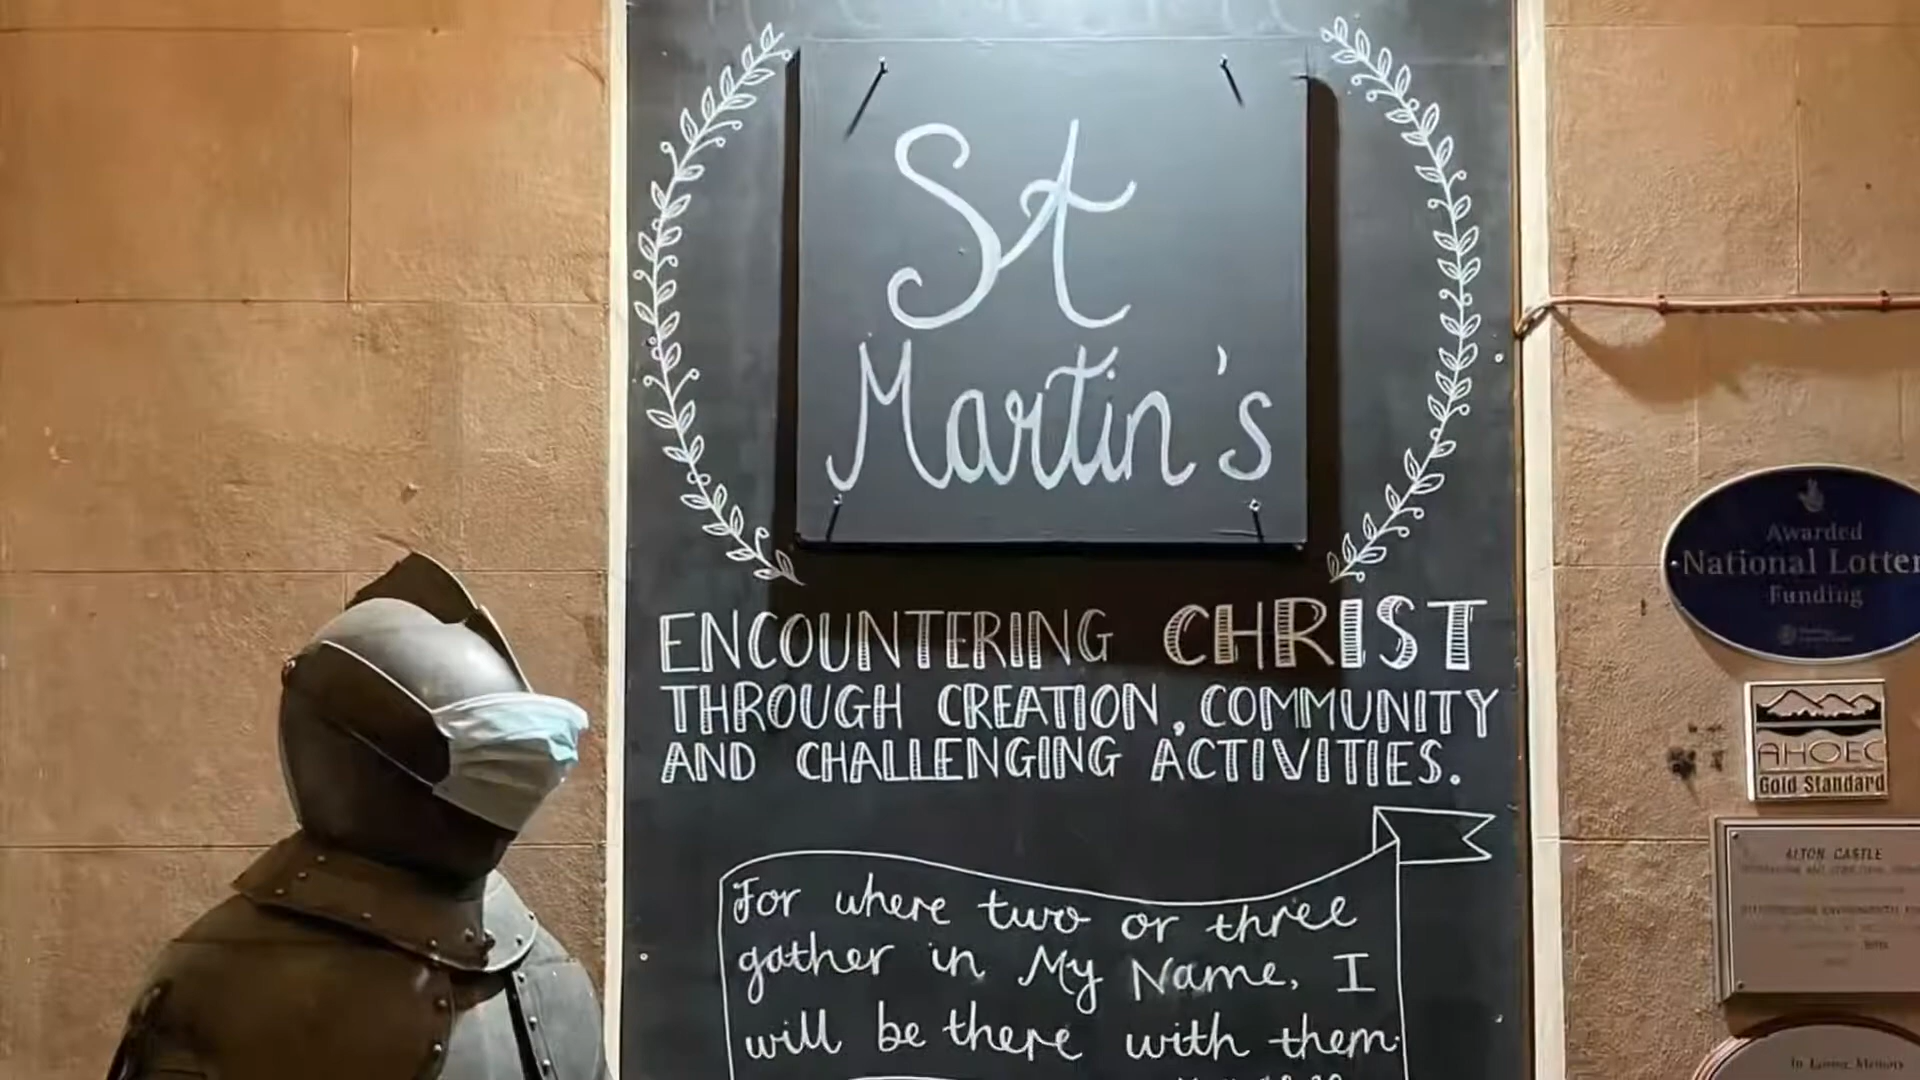 St
Martin's
ENCOUNTERING CHRIST
THROUGH CREATION, COMMUNITY
AND CHALLENGING ACTIVITIES.
For where two or three
gather in My Name, I
will be there with them
Awarded
National Lotter
Funding
AHOEC
Gold Standard
ALTON CASTLE
In Loving Memory